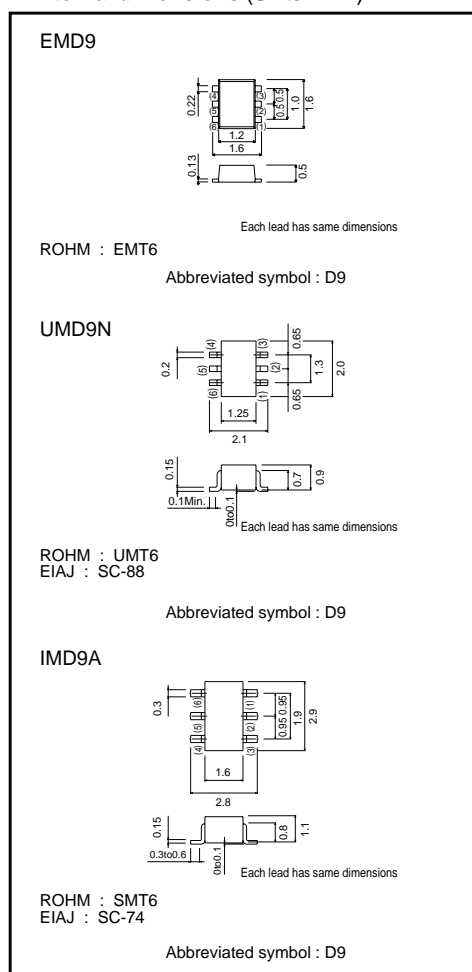 EMD9
0.22
(4)
(3)
(5)
(2)
(6)
(1)
0.5 0.5
1.0
1.6
1.2
1.6
0.13
0.5
Each lead has same dimensions
ROHM : EMT6
Abbreviated symbol : D9
UMD9N
(4)
(3)
0.65
0.2
(5)
(2)
1.3
2.0
(6)
(1)
0.65
1.25
2.1
0.15
0.7
0.9
0.1Min.
0to0.1
Each lead has same dimensions
ROHM : UMT6
EIAJ : SC-88
Abbreviated symbol : D9
IMD9A
0.3
(6)
(1)
(5)
(2)
(4)
(3)
0.95 0.95
1.9
2.9
1.6
2.8
0.15
0.8
1.1
0.3to0.6
0to0.1
Each lead has same dimensions
ROHM : SMT6
EIAJ : SC-74
Abbreviated symbol : D9